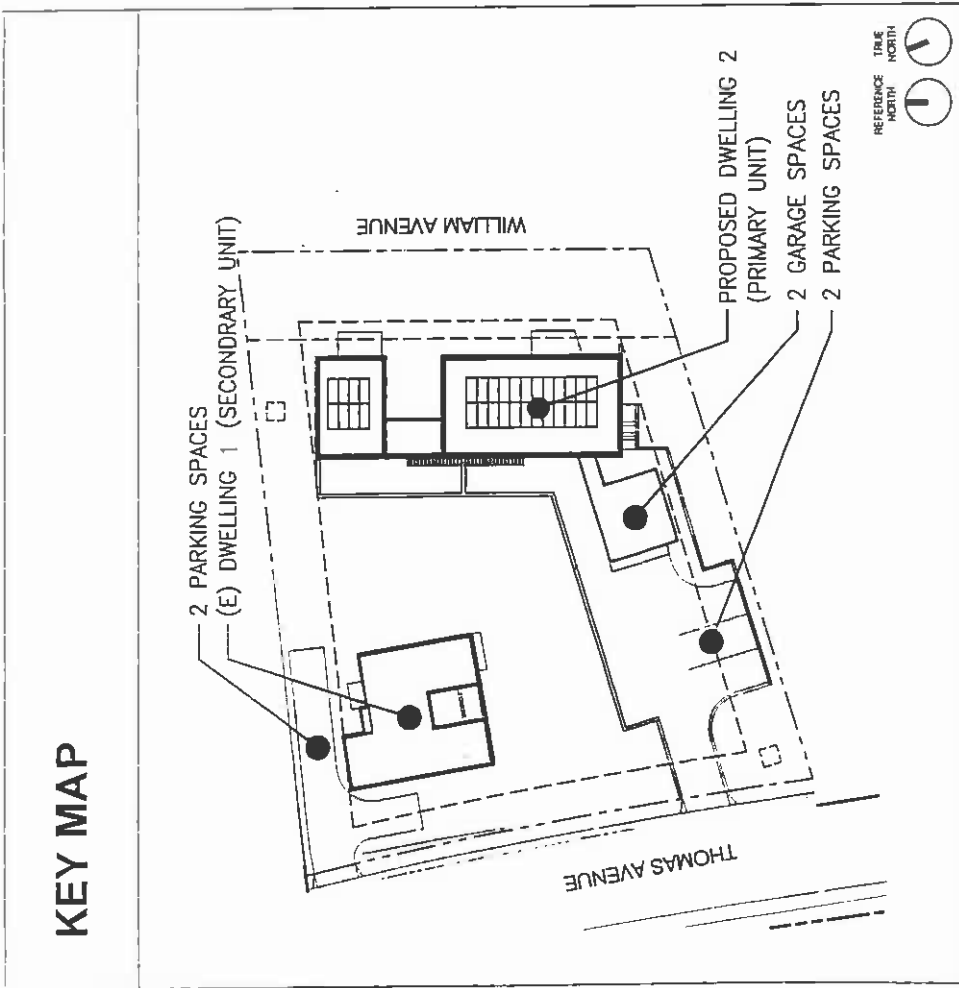 KEY MAP
2 PARKING SPACES
(E) DWELLING 1 (SECONDRARY UNIT)
WILLIAM AVENUE
PROPOSED DWELLING 2
(PRIMARY UNIT)
2 GARAGE SPACES
2 PARKING SPACES
THOMAS AVENUE
REFERENCE
NORTH
TRUE
NORTH